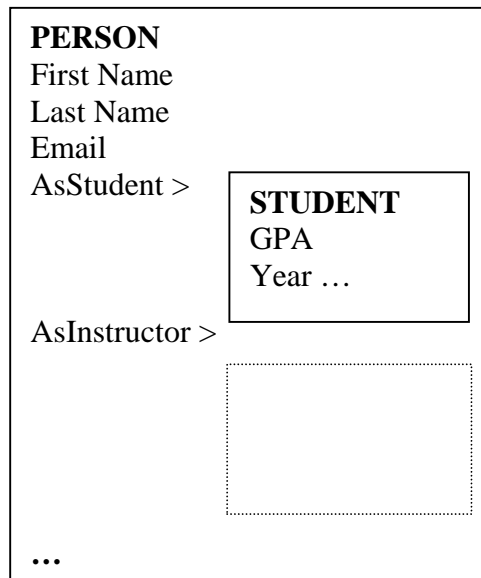 PERSON
First Name
Last Name
Email
AsStudent >
STUDENT
GPA
Year …
AsInstructor >
…